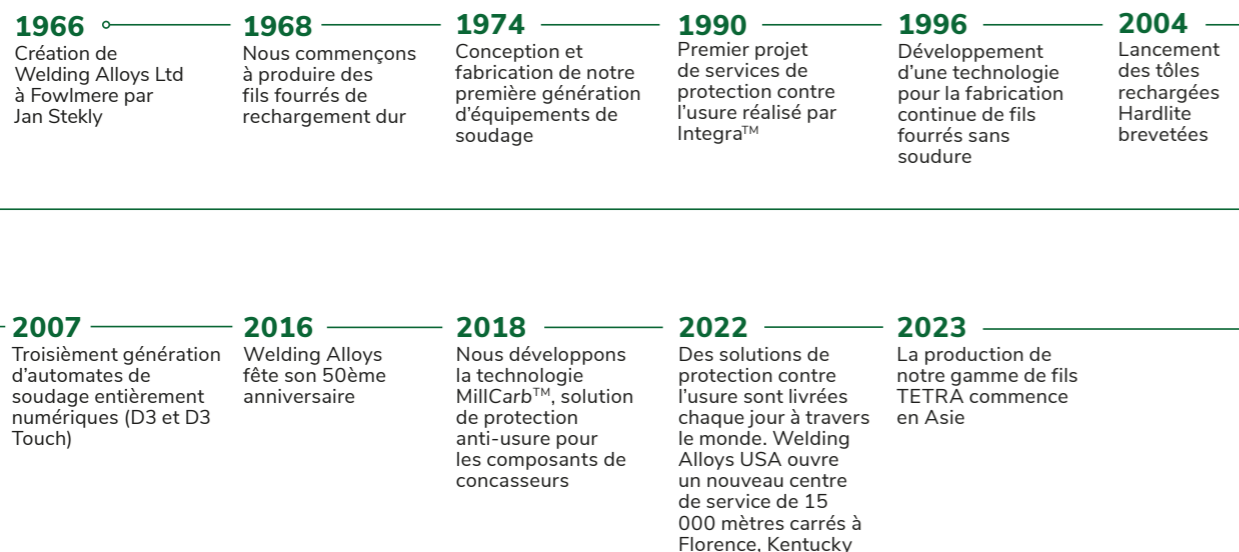 1966
Création de
Welding Alloys Ltd
à Fowlmere par
Jan Stekly
1968
Nous commençons
à produire des
fils fourrés de
rechargement dur
1974
Conception et
fabrication de notre
première génération
d'équipements de
soudage
1990
Premier projet
de services de
protection contre
l'usure réalisé par
Integra™
1996
Développement
d'une technologie
pour la fabrication
continue de fils
fourrés sans
soudure
2004
Lancement
des tôles
rechargées
Hardlite
brevetées
2007
Troisièment génération
d'automates de
soudage entièrement
numériques (D3 et D3
Touch)
2016
Welding Alloys
fête son 50ème
anniversaire
2018
Nous développons
la technologie
MillCarb™, solution
de protection
anti-usure pour
les composants de
concasseurs
2022
Des solutions de
protection contre
l'usure sont livrées
chaque jour à travers
le monde. Welding
Alloys USA ouvre
un nouveau centre
de service de 15
000 mètres carrés à
Florence, Kentucky
2023
La production de
notre gamme de fils
TETRA commence
en Asie